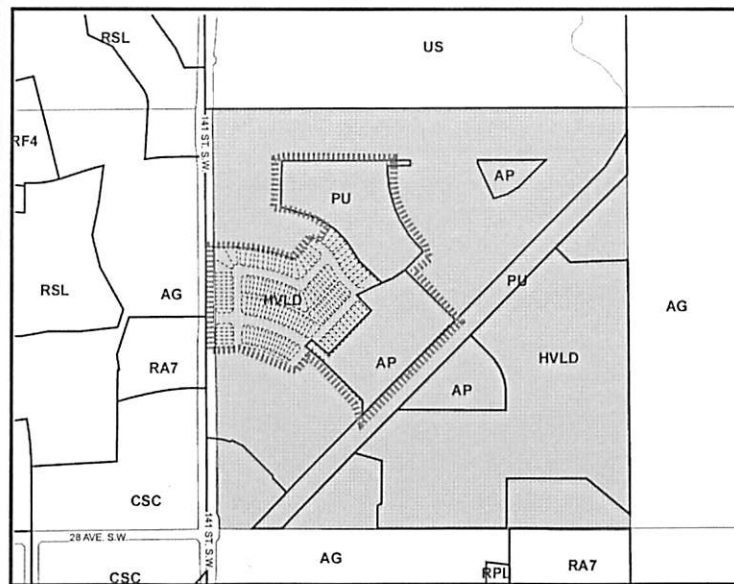 RSL
US
141 ST. S.W.
RF4
AP
PU
RSL
AG
HVLD
PU
AG
RA7
AP
HVLD
AP
CSC
141 ST. S.W
28 AVE. S.W.
AG
CSC
RPL
RA7